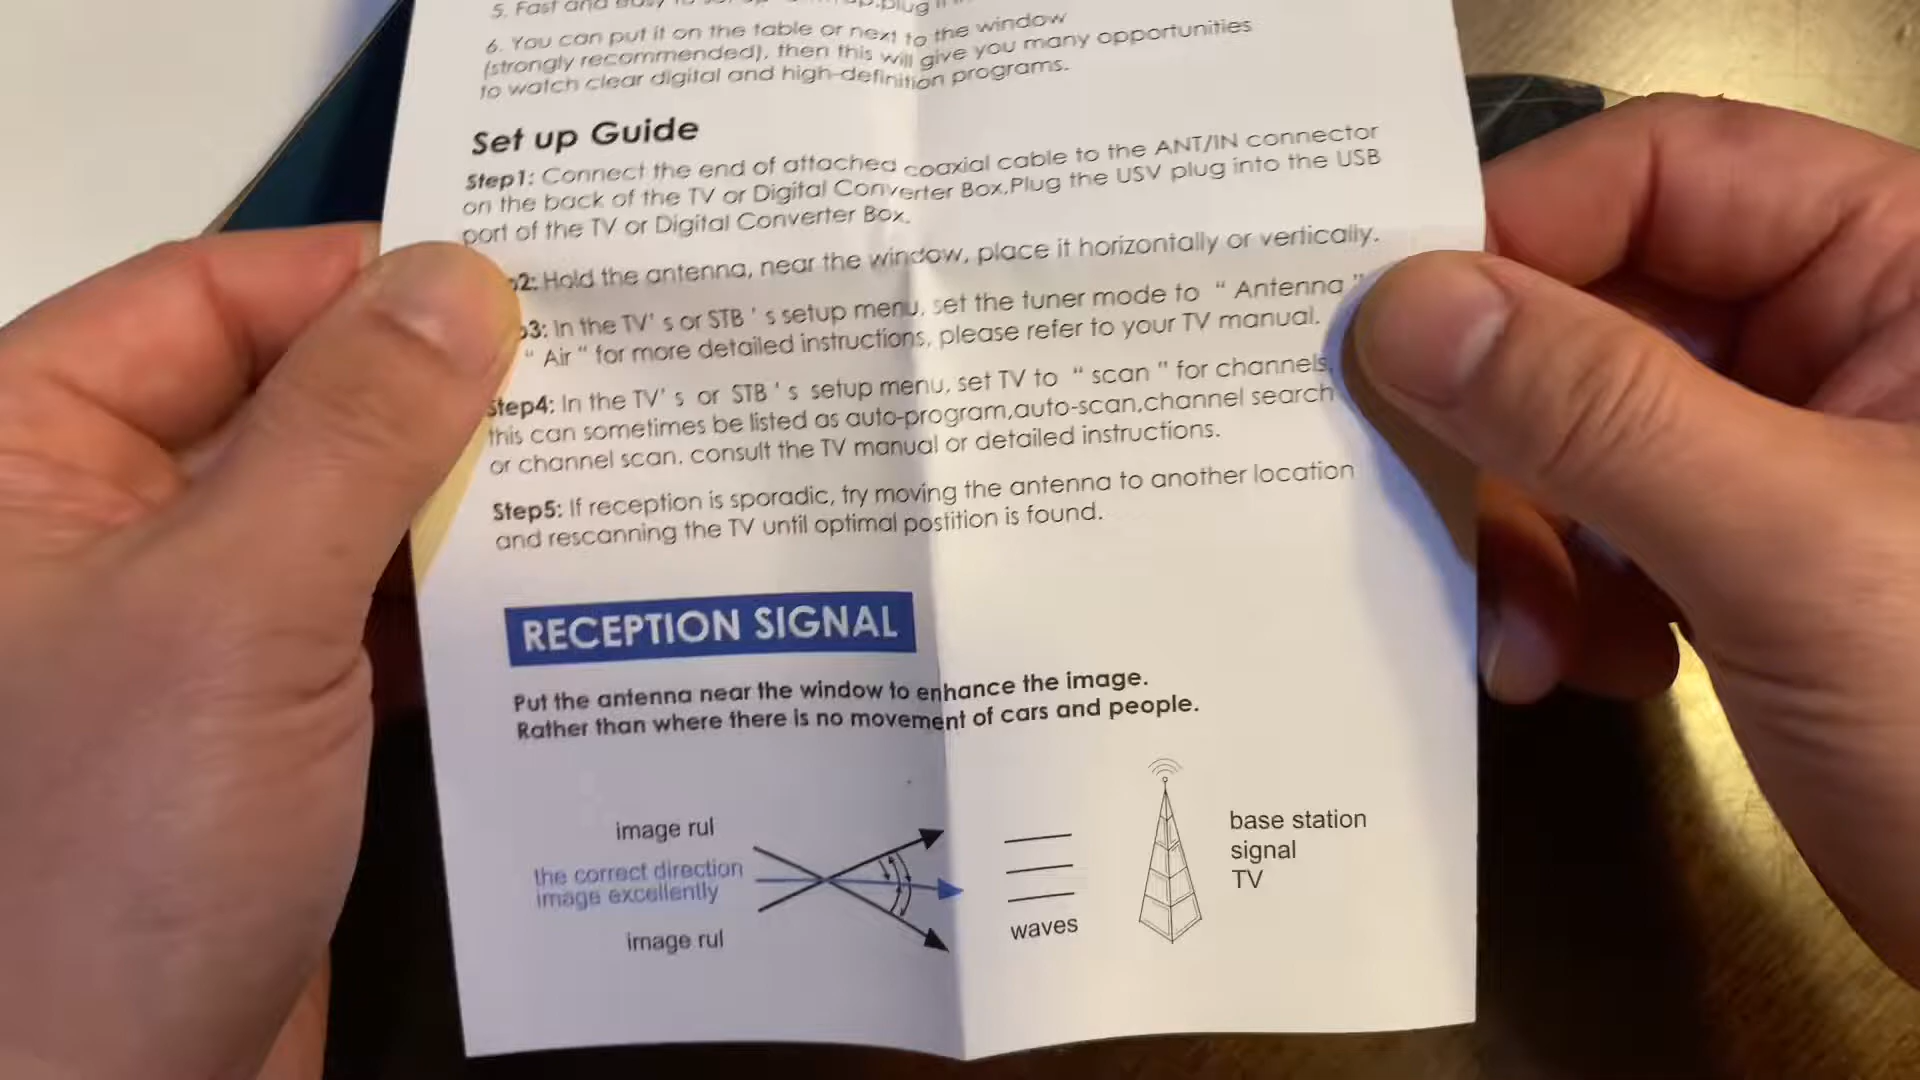 5. Fast and easy to set up
6. You can put it on the table or next to the window
(strongly recommended), then this will give you many opportunities
to watch clear digital and high-definition programs.
Set up Guide
Step1: Connect the end of attached coaxial cable to the ANT/IN connector
on the back of the TV or Digital Converter Box,Plug the USV plug into the USB
port of the TV or Digital Converter Box.
2: Hold the antenna, near the window, place it horizontally or vertically.
3: In the TV' s or STB ' s setup menu, set the tuner mode to “ Antenna ”
“ Air “ for more detailed instructions, please refer to your TV manual.
Step4: In the TV' s or STB ' s setup menu, set TV to “ scan ” for channels,
this can sometimes be listed as auto-program,auto-scan,channel search
or channel scan. consult the TV manual or detailed instructions.
Step5: If reception is sporadic, try moving the antenna to another location
and rescanning the TV until optimal postition is found.
RECEPTION SIGNAL
Put the antenna near the window to enhance the image.
Rather than where there is no movement of cars and people.
image rul
the correct direction
image excellently
image rul
waves
base station
signal
TV